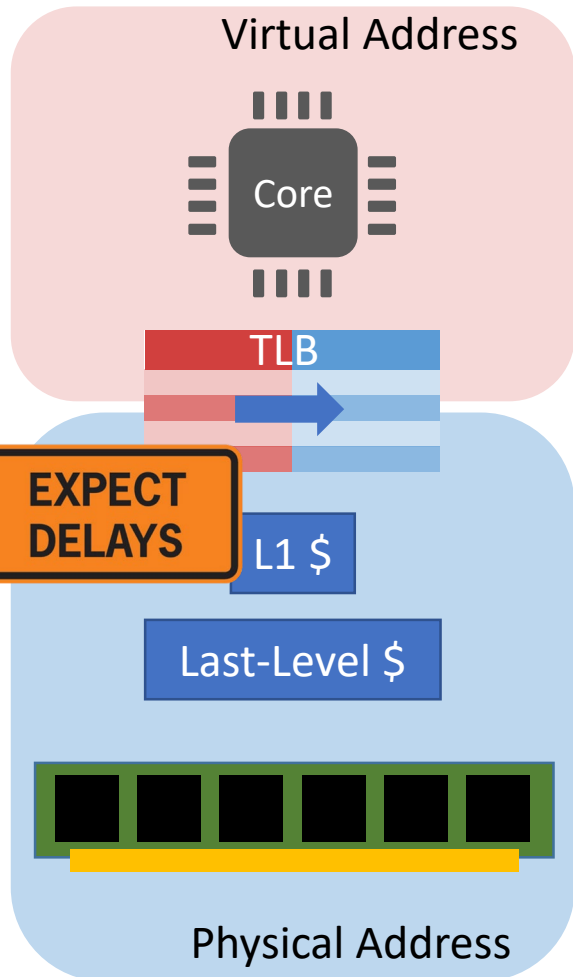 Virtual Address
Core
TLB
EXPECT
DELAYS
L1 $
Last-Level $
Physical Address